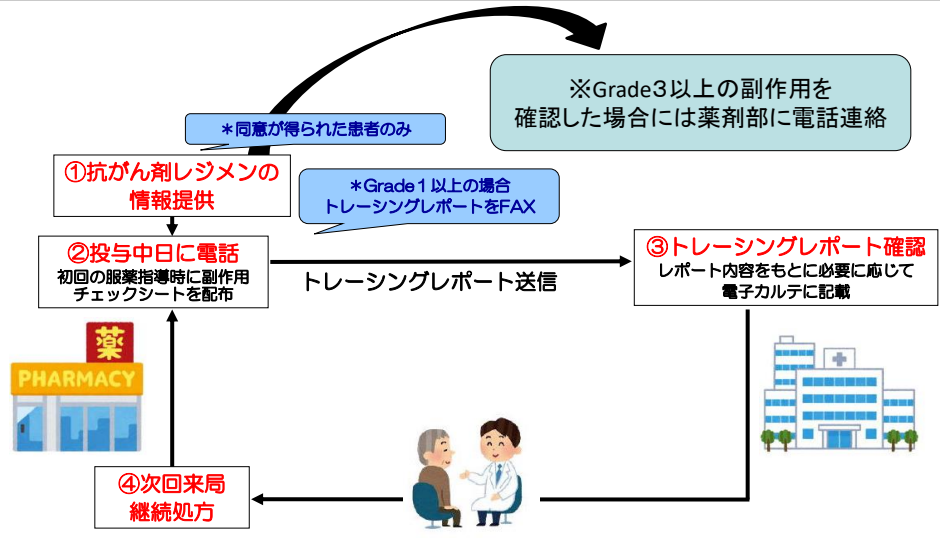 ※Grade３以上の副作用を
確認した場合には薬剤部に電話連絡
＊同意が得られた患者のみ
①抗がん剤レジメンの
情報提供
＊Grade１以上の場合
トレーシングレポートをFAX
②投与中日に電話
初回の服薬指導時に副作用
チェックシートを配布
トレーシングレポート送信
③トレーシングレポート確認
レポート内容をもとに必要に応じて
電子カルテに記載
薬
PHARMACY
④次回来局
継続処方